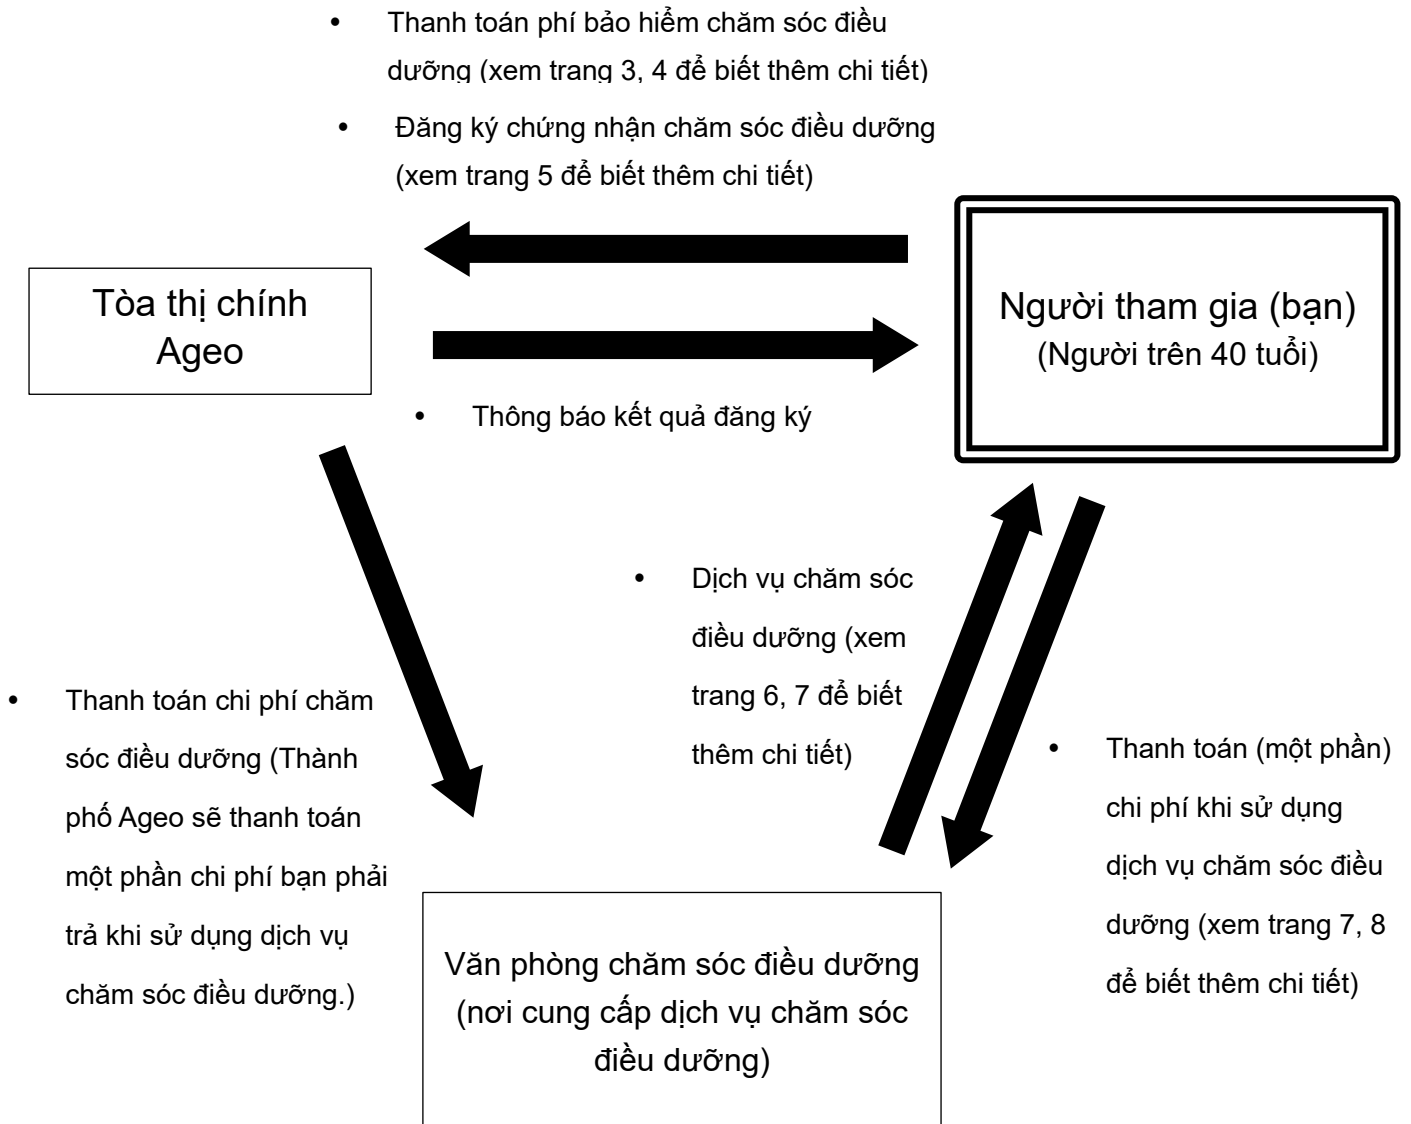 • Thanh toán phí bảo hiểm chăm sóc điều
dưỡng (xem trang 3, 4 để biết thêm chi tiết)
• Đăng ký chứng nhận chăm sóc điều dưỡng
(xem trang 5 để biết thêm chi tiết)
Tòa thị chính
Ageo
Người tham gia (bạn)
(Người trên 40 tuổi)
• Thông báo kết quả đăng ký
• Dịch vụ chăm sóc
điều dưỡng (xem
trang 6, 7 để biết
thêm chi tiết)
• Thanh toán chi phí chăm
sóc điều dưỡng (Thành
phố Ageo sẽ thanh toán
một phần chi phí bạn phải
trả khi sử dụng dịch vụ
chăm sóc điều dưỡng.)
• Thanh toán (một phần)
chi phí khi sử dụng
dịch vụ chăm sóc điều
dưỡng (xem trang 7, 8
để biết thêm chi tiết)
Văn phòng chăm sóc điều dưỡng
(nơi cung cấp dịch vụ chăm sóc
điều dưỡng)